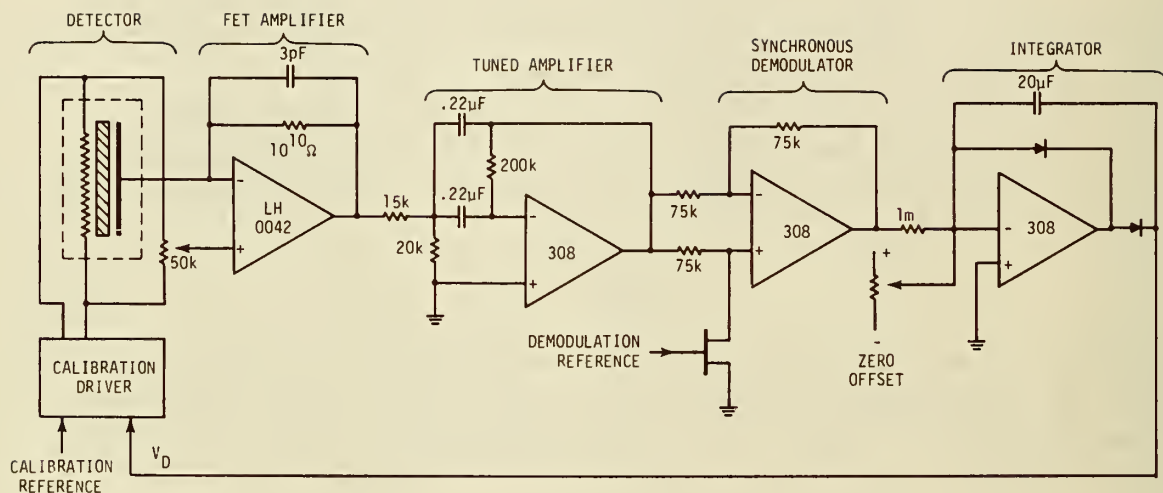 DETECTOR
FET AMPLIFIER
3pF
10^10Ω
LH
0042
-
+
50k
TUNED AMPLIFIER
.22µF
200k
.22µF
15k
20k
-
+
308
SYNCHRONOUS
DEMODULATOR
75k
75k
75k
-
+
308
DEMODULATION
REFERENCE
INTEGRATOR
20µF
1m
-
+
308
+
-
ZERO
OFFSET
CALIBRATION
DRIVER
CALIBRATION
REFERENCE
V_D